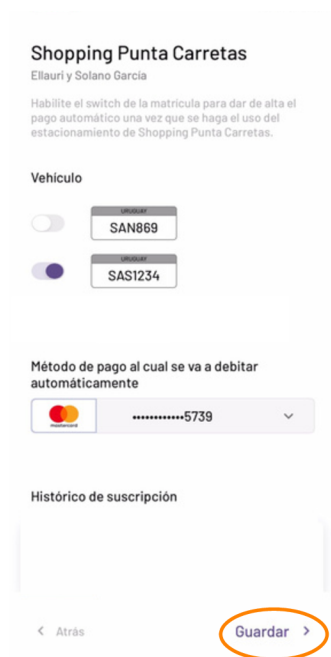 Shopping Punta Carretas
Ellauri y Solano García
Habilite el switch de la matricula para dar de alta el
pago automático una vez que se haga el uso del
estacionamiento de Shopping Punta Carretas.
Vehículo
URUGUAY
SAN869
URUGUAY
SAS1234
Método de pago al cual se va a debitar
automáticamente
mastercard
••••••••••••5739
Histórico de suscripción
Atrás
Guardar